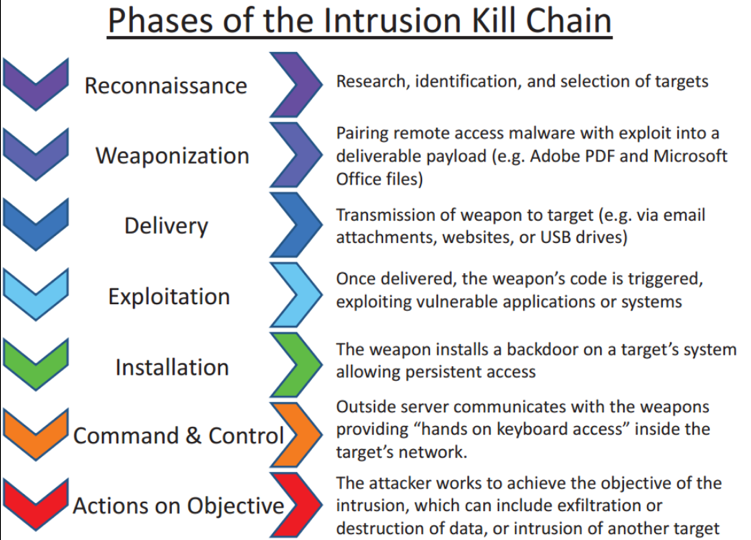 Phases of the Intrusion Kill Chain
Reconnaissance
Research, identification, and selection of targets
Weaponization
Pairing remote access malware with exploit into a
deliverable payload (e.g. Adobe PDF and Microsoft
Office files)
Delivery
Transmission of weapon to target (e.g. via email
attachments, websites, or USB drives)
Exploitation
Once delivered, the weapon's code is triggered,
exploiting vulnerable applications or systems
Installation
The weapon installs a backdoor on a target's system
allowing persistent access
Command & Control
Outside server communicates with the weapons
providing “hands on keyboard access” inside the
target's network.
Actions on Objective
The attacker works to achieve the objective of the
intrusion, which can include exfiltration or
destruction of data, or intrusion of another target